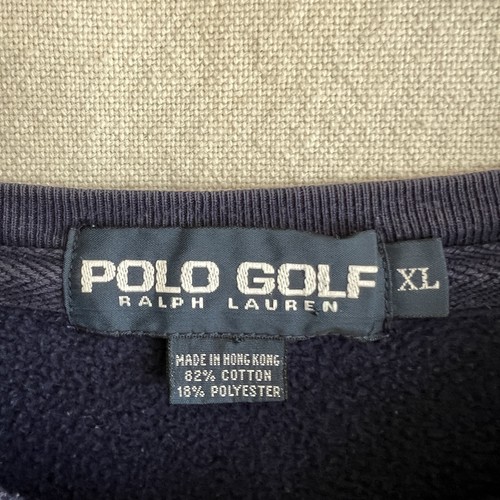 POLO GOLF
RALPH LAUREN
XL
MADE IN HONG KONG
82% COTTON
18% POLYESTER